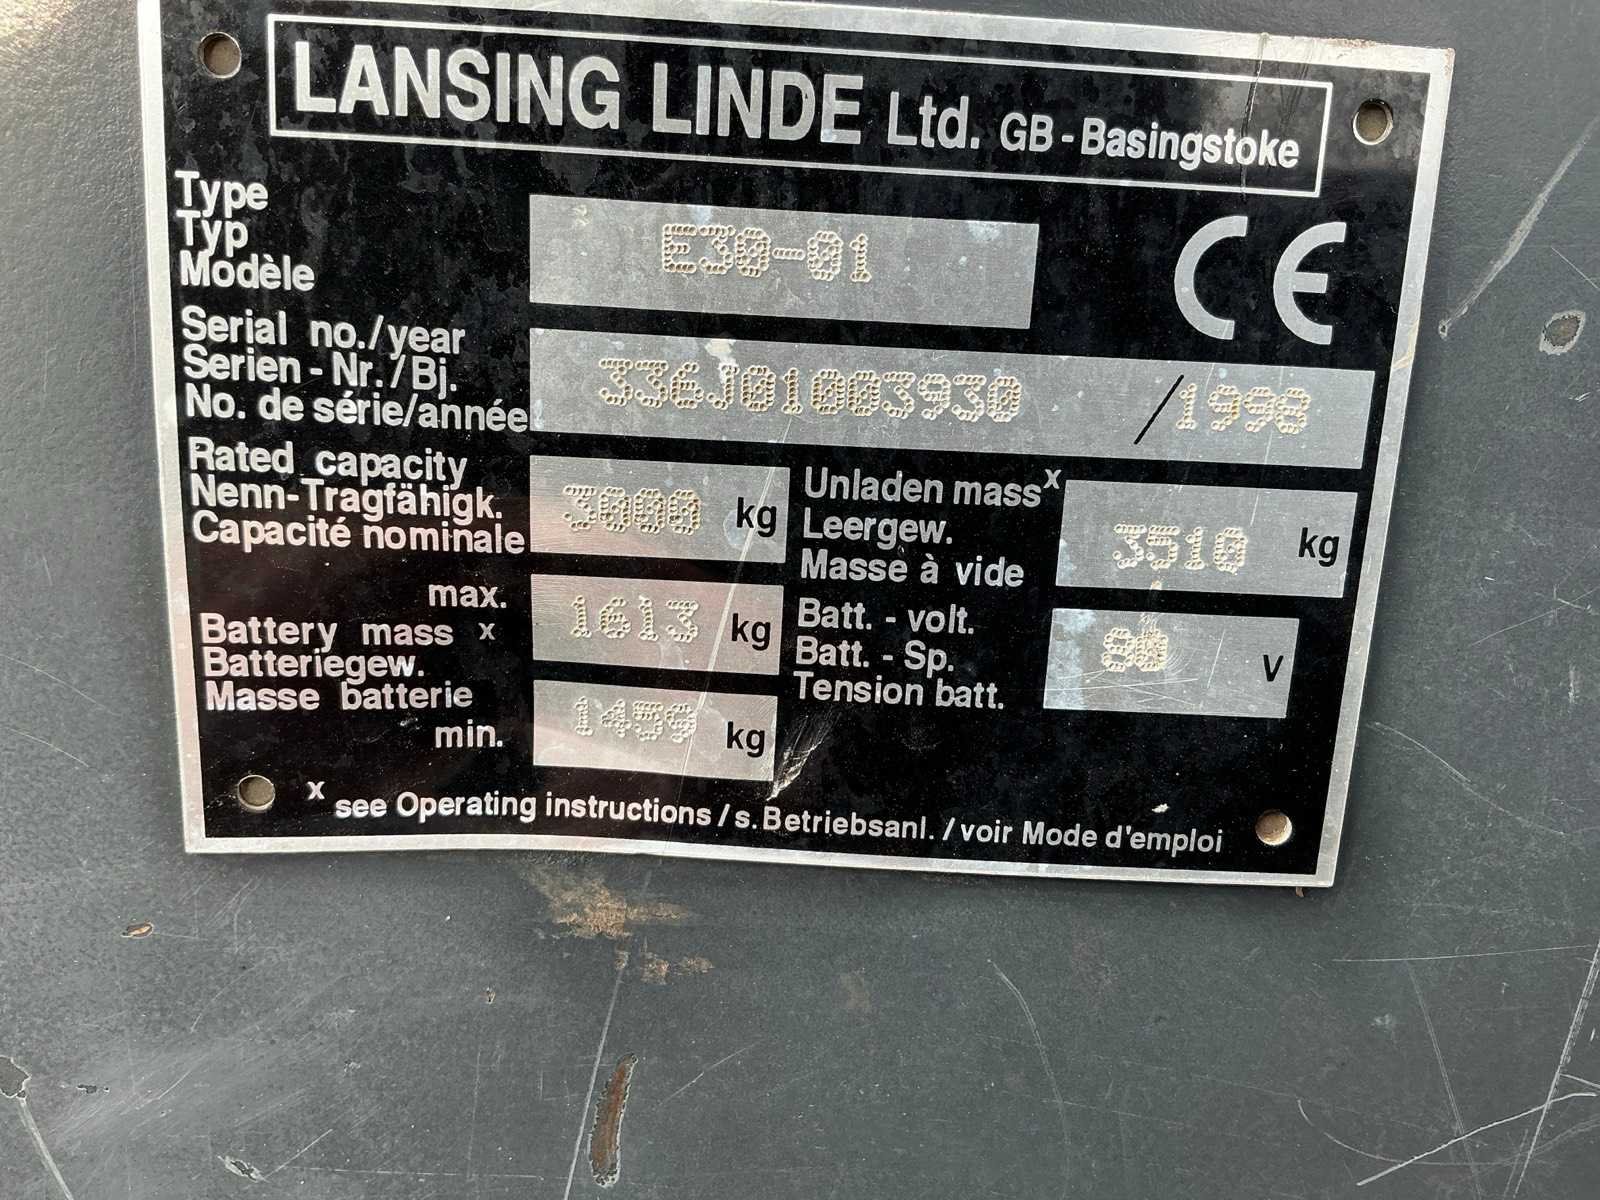 LANSING LINDE Ltd. GB - Basingstoke
Type
Typ
Modèle
E30-01
CE
Serial no./year
Serien - Nr./Bj.
No. de série/année
336J01003930 / 1998
Rated capacity
Nenn-Tragfähigk.
Capacité nominale
3000 kg
Unladen mass x
Leergew.
Masse à vide
3510 kg
max.
1613 kg
Battery mass x
Batteriegew.
Masse batterie
min.
1459 kg
Batt. - volt.
Batt. - Sp.
Tension batt.
80 V
x see Operating instructions / s. Betriebsanl. / voir Mode d'emploi